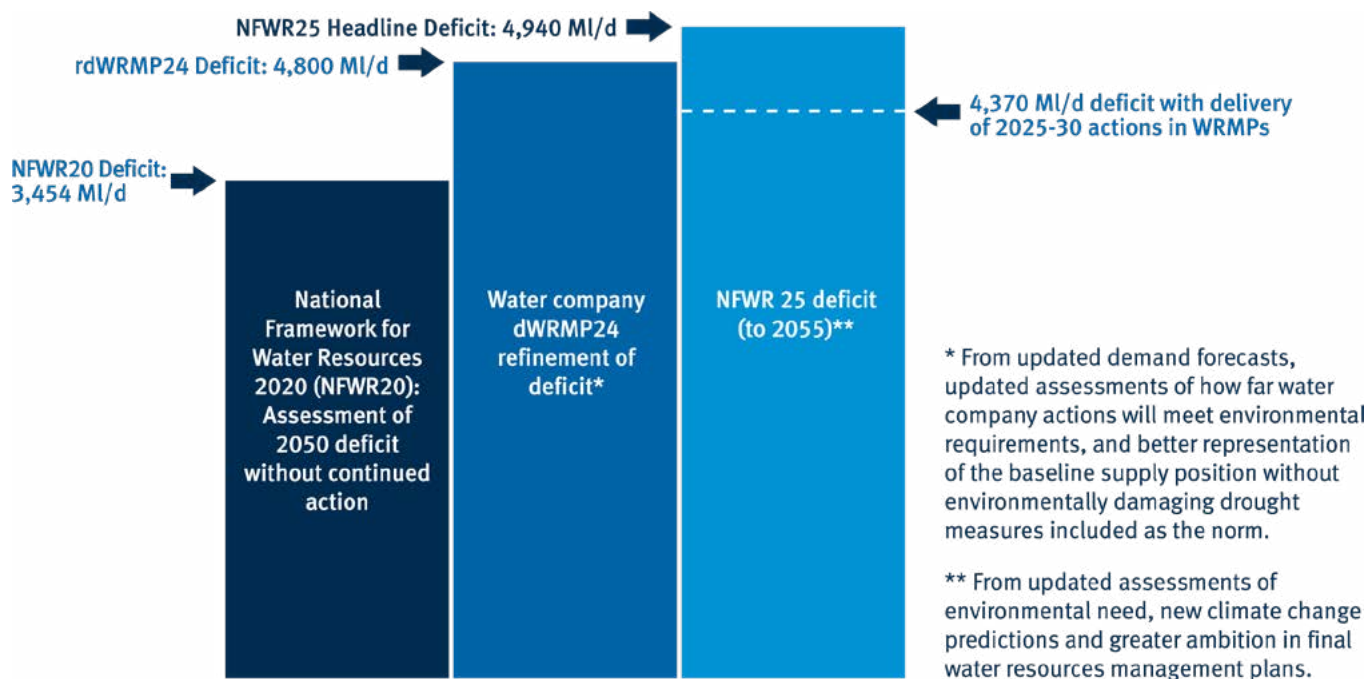 NFWR25 Headline Deficit: 4,940 Ml/d
rdWRMP24 Deficit: 4,800 Ml/d
4,370 Ml/d deficit with delivery
of 2025-30 actions in WRMPs
NFWR20 Deficit:
3,454 Ml/d
National
Framework for
Water Resources
2020 (NFWR20):
Assessment of
2050 deficit
without continued
action
Water company
dWRMP24
refinement of
deficit*
NFWR 25 deficit
(to 2055)**
* From updated demand forecasts,
updated assessments of how far water
company actions will meet environmental
requirements, and better representation
of the baseline supply position without
environmentally damaging drought
measures included as the norm.
** From updated assessments of
environmental need, new climate change
predictions and greater ambition in final
water resources management plans.